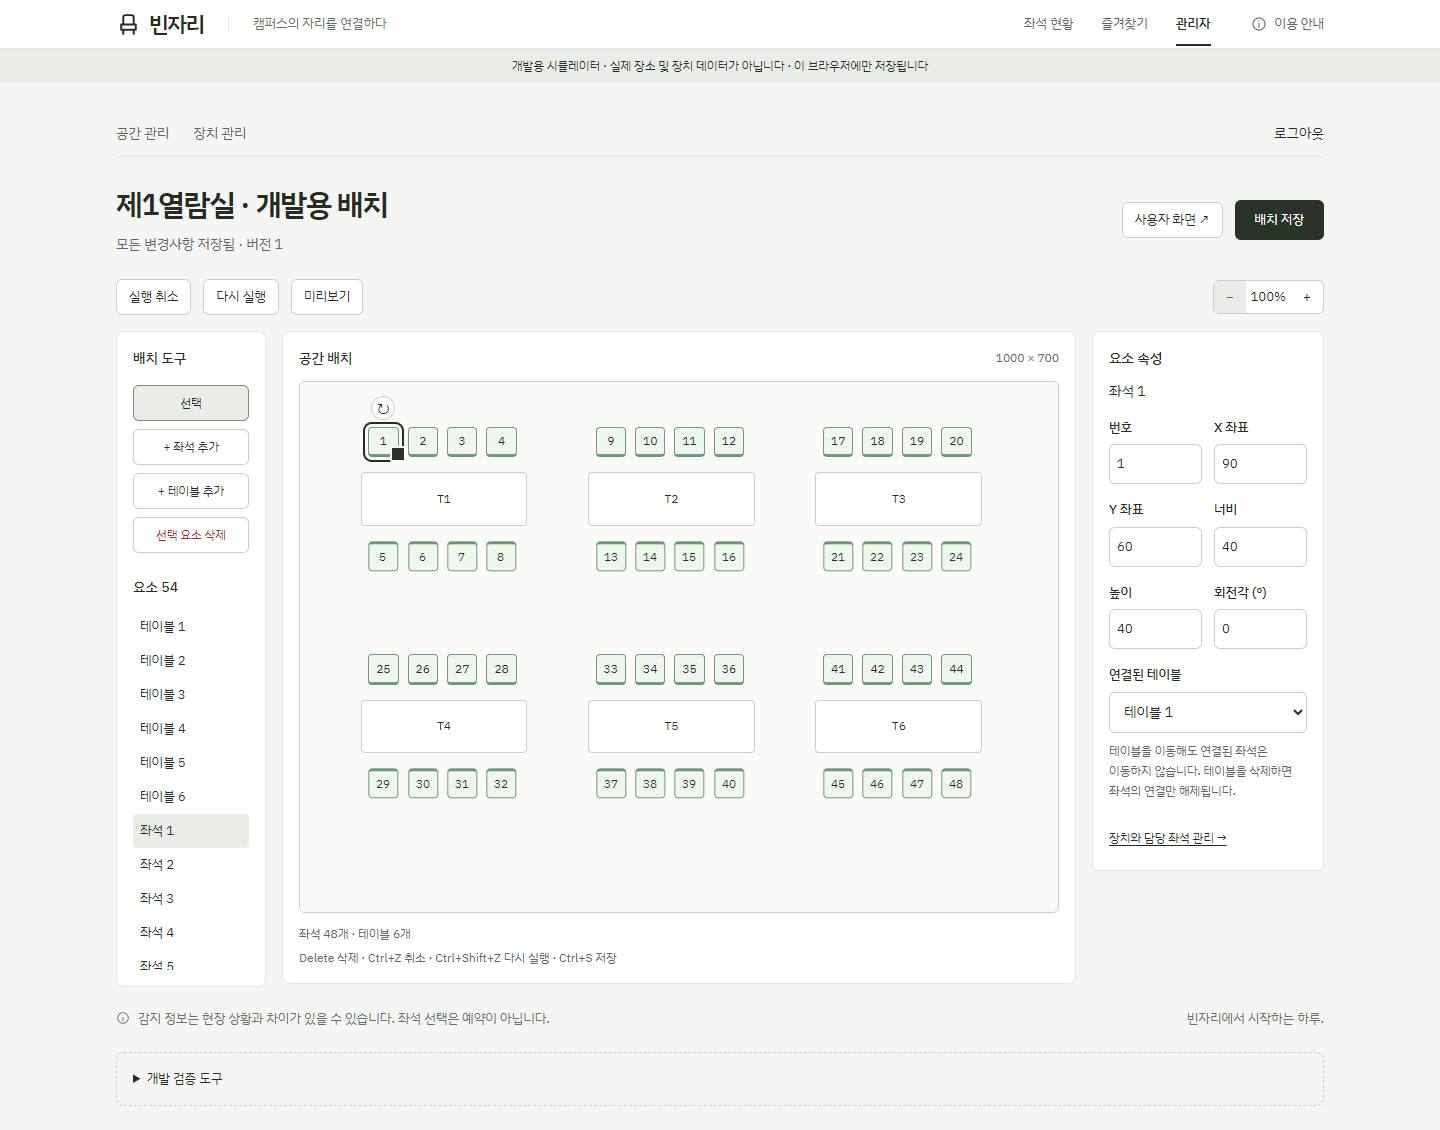 빈자리
캠퍼스의 자리를 연결하다
좌석 현황
즐겨찾기
관리자
이용 안내
개발용 시뮬레이터 · 실제 장소 및 장치 데이터가 아닙니다 · 이 브라우저에만 저장됩니다
공간 관리
장치 관리
로그아웃
제1열람실 · 개발용 배치
모든 변경사항 저장됨 · 버전 1
사용자 화면 ↗
배치 저장
실행 취소
다시 실행
미리보기
− 100% +
배치 도구
선택
+ 좌석 추가
+ 테이블 추가
선택 요소 삭제
요소 54
테이블 1
테이블 2
테이블 3
테이블 4
테이블 5
테이블 6
좌석 1
좌석 2
좌석 3
좌석 4
좌석 5
공간 배치
1000 × 700
↻
1 2 3 4 9 10 11 12 17 18 19 20
T1 T2 T3
5 6 7 8 13 14 15 16 21 22 23 24
25 26 27 28 33 34 35 36 41 42 43 44
T4 T5 T6
29 30 31 32 37 38 39 40 45 46 47 48
좌석 48개 · 테이블 6개
Delete 삭제 · Ctrl+Z 취소 · Ctrl+Shift+Z 다시 실행 · Ctrl+S 저장
요소 속성
좌석 1
번호 X 좌표
1 90
Y 좌표 너비
60 40
높이 회전각 (°)
40 0
연결된 테이블
테이블 1
테이블을 이동해도 연결된 좌석은
이동하지 않습니다. 테이블을 삭제하면
좌석의 연결만 해제됩니다.
장치와 담당 좌석 관리 →
감지 정보는 현장 상황과 차이가 있을 수 있습니다. 좌석 선택은 예약이 아닙니다.
빈자리에서 시작하는 하루.
▶ 개발 검증 도구